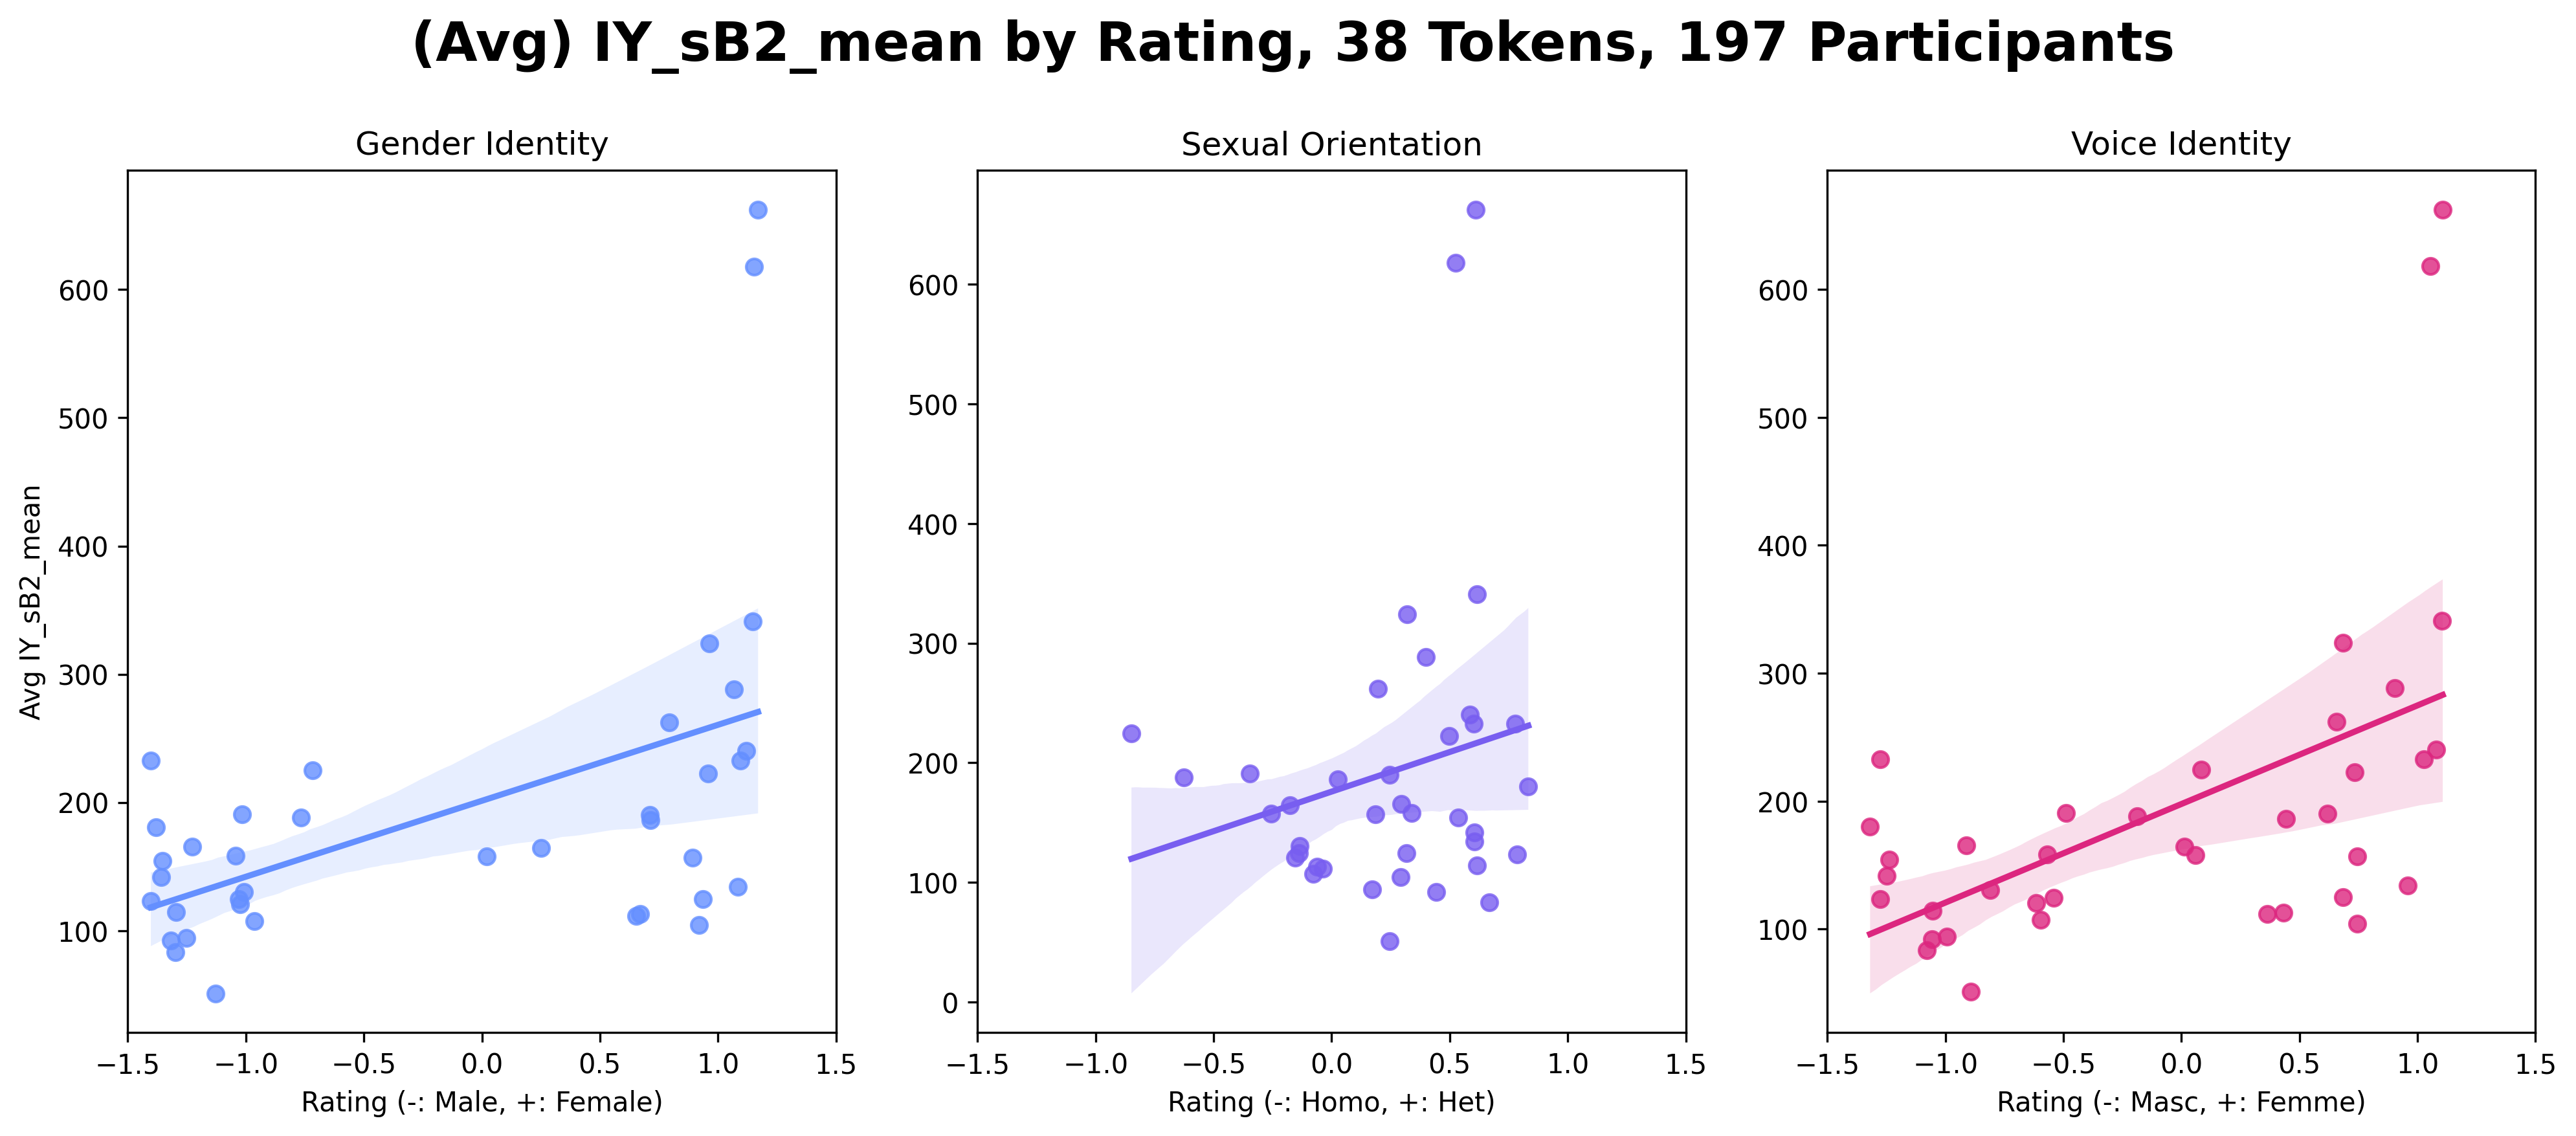 (Avg) IY_sB2_mean by Rating, 38 Tokens, 197 Participants
Gender Identity
Avg IY_sB2_mean
600
500
400
300
200
100
−1.5 −1.0 −0.5 0.0 0.5 1.0 1.5
Rating (-: Male, +: Female)
Sexual Orientation
600
500
400
300
200
100
0
−1.5 −1.0 −0.5 0.0 0.5 1.0 1.5
Rating (-: Homo, +: Het)
Voice Identity
600
500
400
300
200
100
−1.5 −1.0 −0.5 0.0 0.5 1.0 1.5
Rating (-: Masc, +: Femme)